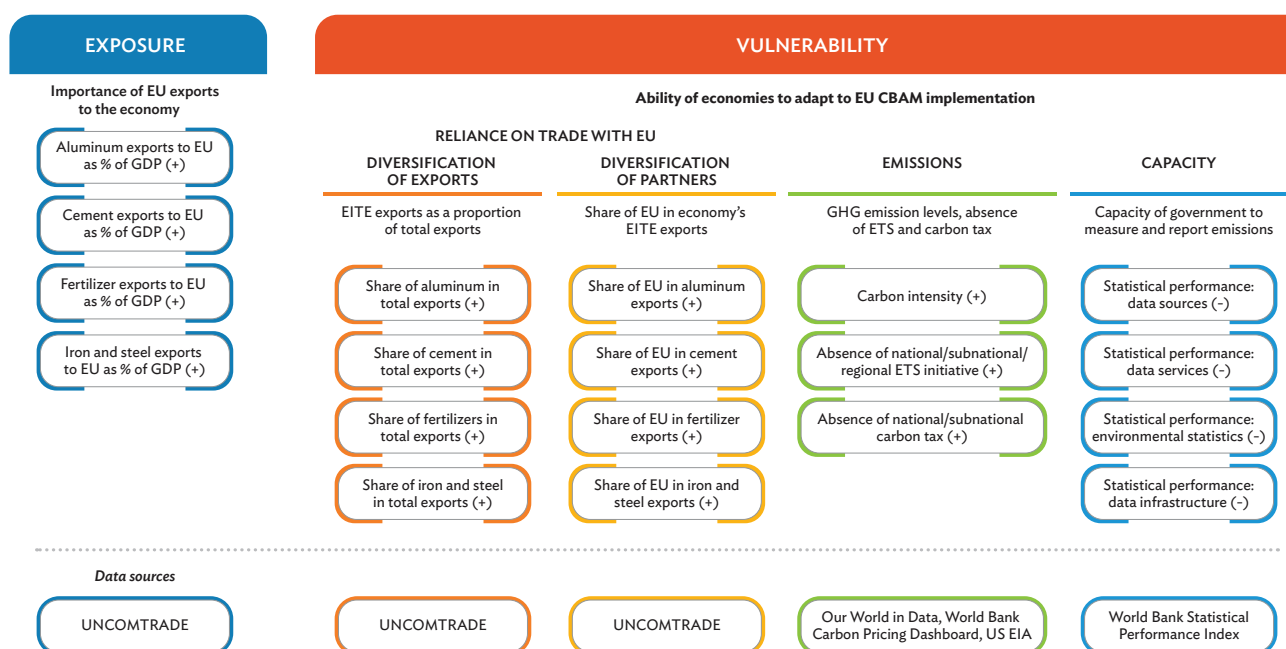 EXPOSURE
Importance of EU exports
to the economy
Aluminum exports to EU
as % of GDP (+)
Cement exports to EU
as % of GDP (+)
Fertilizer exports to EU
as % of GDP (+)
Iron and steel exports
to EU as % of GDP (+)
VULNERABILITY
Ability of economies to adapt to EU CBAM implementation
RELIANCE ON TRADE WITH EU
DIVERSIFICATION
OF EXPORTS
EITE exports as a proportion
of total exports
Share of aluminum in
total exports (+)
Share of cement in
total exports (+)
Share of fertilizers in
total exports (+)
Share of iron and steel
in total exports (+)
DIVERSIFICATION
OF PARTNERS
Share of EU in economy's
EITE exports
Share of EU in aluminum
exports (+)
Share of EU in cement
exports (+)
Share of EU in fertilizer
exports (+)
Share of EU in iron and
steel exports (+)
EMISSIONS
GHG emission levels, absence
of ETS and carbon tax
Carbon intensity (+)
Absence of national/subnational/
regional ETS initiative (+)
Absence of national/subnational
carbon tax (+)
CAPACITY
Capacity of government to
measure and report emissions
Statistical performance:
data sources (-)
Statistical performance:
data services (-)
Statistical performance:
environmental statistics (-)
Statistical performance:
data infrastructure (-)
Data sources
UNCOMTRADE
UNCOMTRADE
UNCOMTRADE
Our World in Data, World Bank
Carbon Pricing Dashboard, US EIA
World Bank Statistical
Performance Index